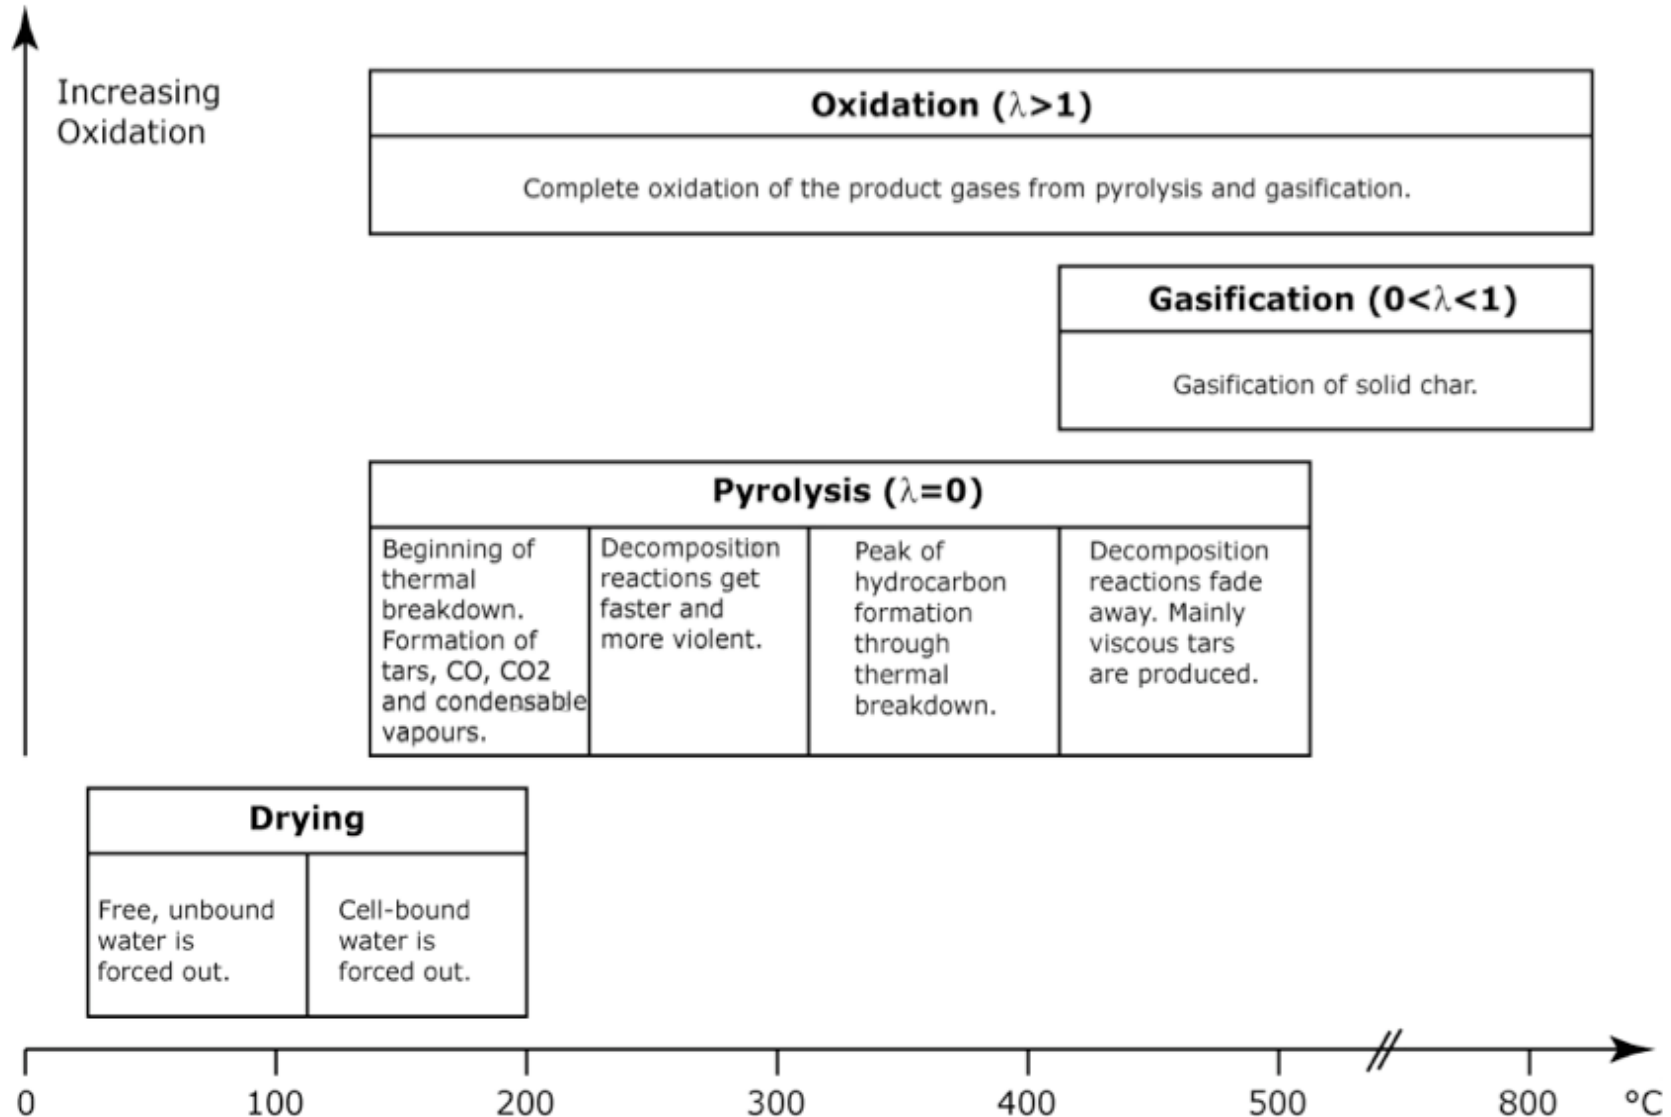 Increasing
Oxidation
Oxidation (λ>1)
Complete oxidation of the product gases from pyrolysis and gasification.
Gasification (0<λ<1)
Gasification of solid char.
Pyrolysis (λ=0)
Beginning of
thermal
breakdown.
Formation of
tars, CO, CO2
and condensable
vapours.
Decomposition
reactions get
faster and
more violent.
Peak of
hydrocarbon
formation
through
thermal
breakdown.
Decomposition
reactions fade
away. Mainly
viscous tars
are produced.
Drying
Free, unbound
water is
forced out.
Cell-bound
water is
forced out.
0 100 200 300 400 500 800 °C